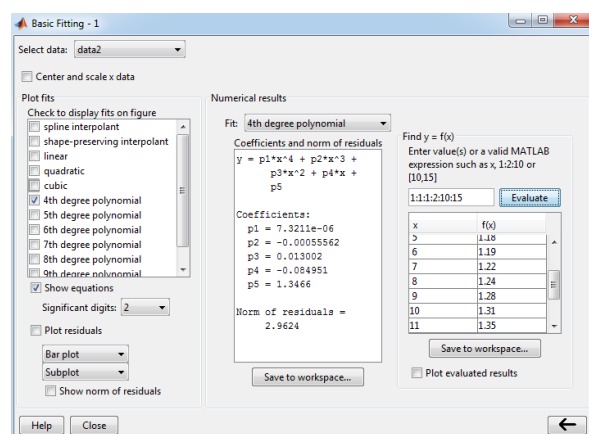 Basic Fitting - 1
Select data: data2
Center and scale x data
Plot fits
Check to display fits on figure
spline interpolant
shape-preserving interpolant
linear
quadratic
cubic
4th degree polynomial
5th degree polynomial
6th degree polynomial
7th degree polynomial
8th degree polynomial
9th degree polynomial
Show equations
Significant digits: 2
Plot residuals
Bar plot
Subplot
Show norm of residuals
Numerical results
Fit: 4th degree polynomial
Coefficients and norm of residuals
y = p1*x^4 + p2*x^3 +
p3*x^2 + p4*x +
p5
Coefficients:
p1 = 7.3211e-06
p2 = -0.00055562
p3 = 0.013002
p4 = -0.084951
p5 = 1.3466
Norm of residuals =
2.9624
Save to workspace...
Find y = f(x)
Enter value(s) or a valid MATLAB
expression such as x, 1:2:10 or
[10,15]
1:1:1:2:10:15 Evaluate
x f(x)
5 1.18
6 1.19
7 1.22
8 1.24
9 1.28
10 1.31
11 1.35
Save to workspace...
Plot evaluated results
Help Close